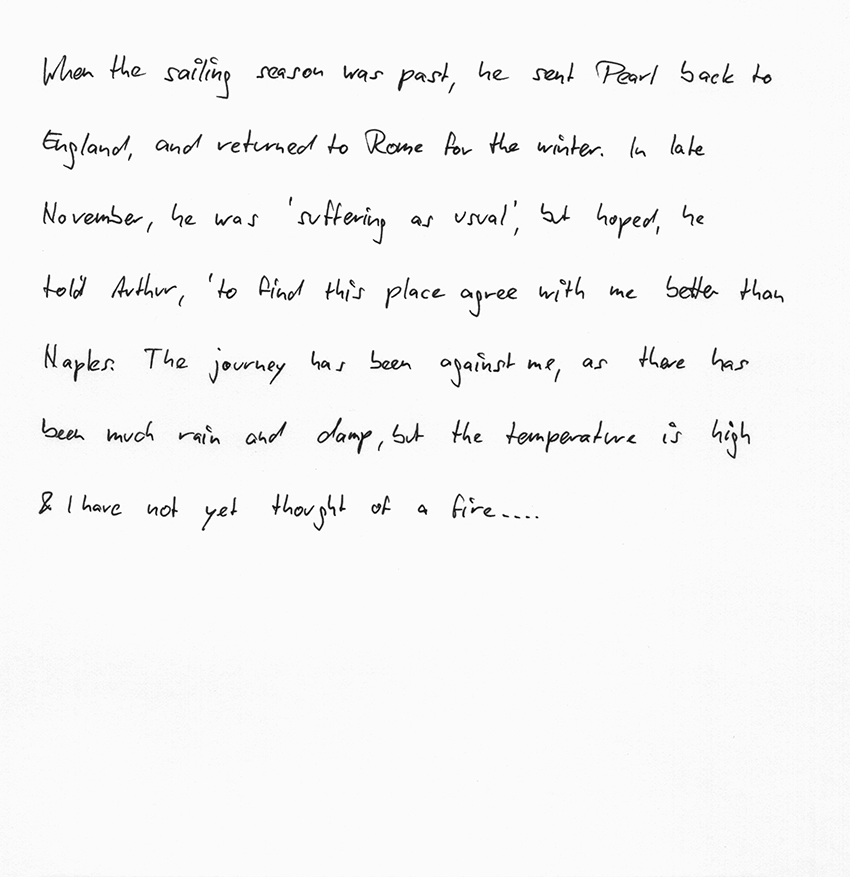 When the sailing season was past, he sent Pearl back to
England, and returned to Rome for the winter. In late
November, he was 'suffering as usual', but hoped, he
told Arthur, 'to find this place agree with me better than
Naples. The journey has been against me, as there has
been much rain and damp, but the temperature is high
& I have not yet thought of a fire....